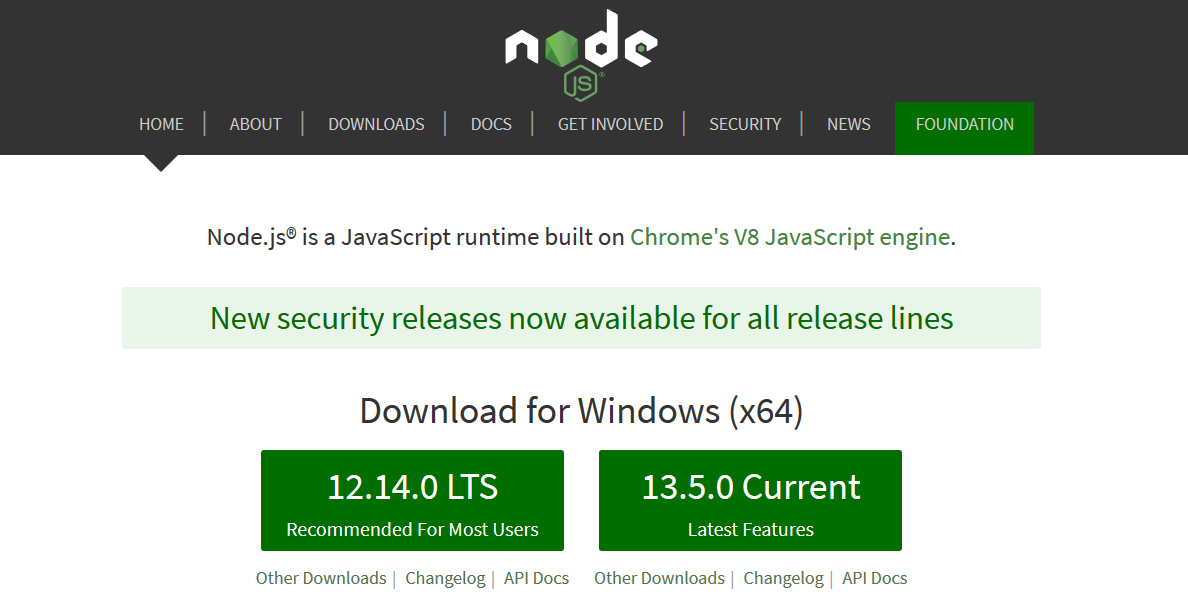 node
JS®
HOME | ABOUT | DOWNLOADS | DOCS | GET INVOLVED | SECURITY | NEWS FOUNDATION
Node.js® is a JavaScript runtime built on Chrome's V8 JavaScript engine.
New security releases now available for all release lines
Download for Windows (x64)
12.14.0 LTS 13.5.0 Current
Recommended For Most Users Latest Features
Other Downloads | Changelog | API Docs Other Downloads | Changelog | API Docs